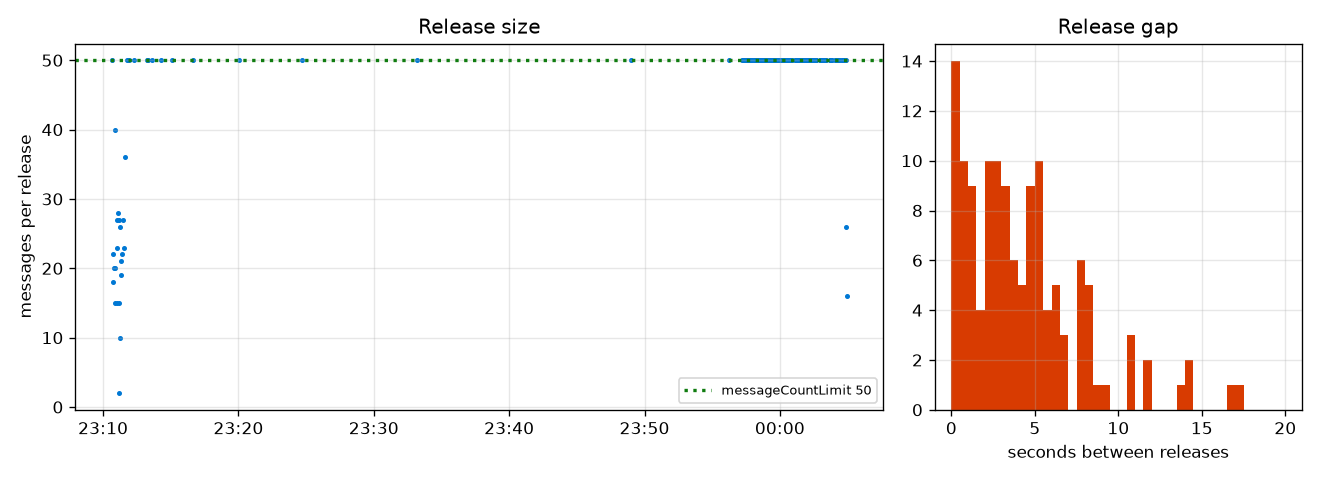 Release size
messages per release
50
40
30
20
10
0
23:10 23:20 23:30 23:40 23:50 00:00
messageCountLimit 50
Release gap
14
12
10
8
6
4
2
0
0 5 10 15 20
seconds between releases